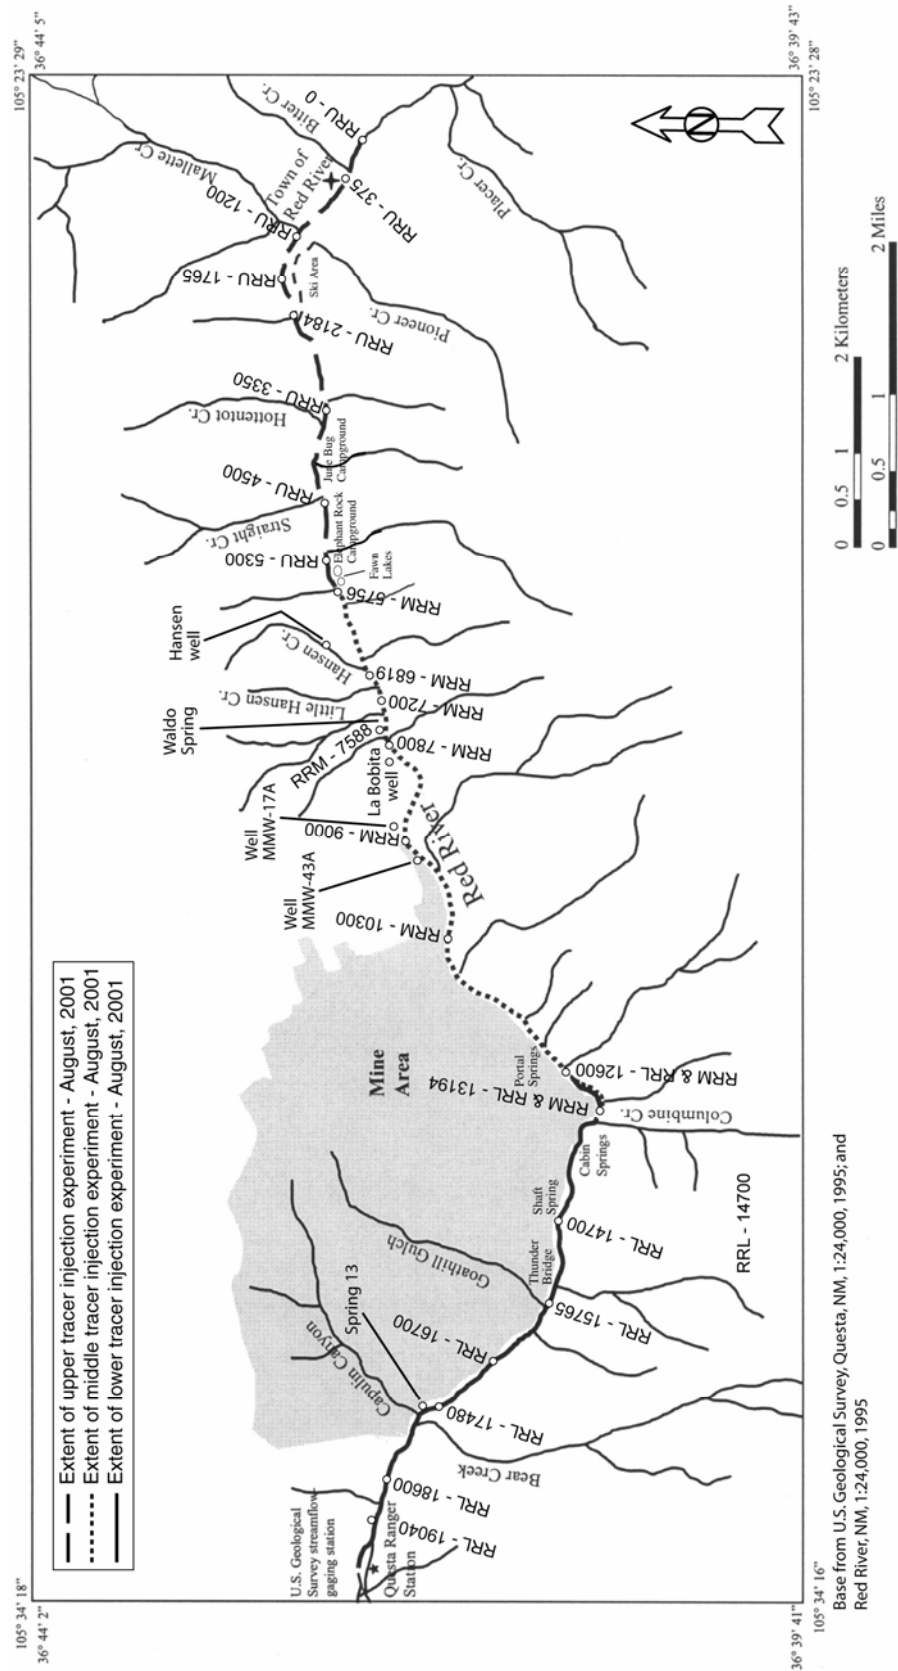 105° 34' 18"
36° 44' 2"
105° 23' 29"
36° 44' 5"
Extent of upper tracer injection experiment - August, 2001
Extent of middle tracer injection experiment - August, 2001
Extent of lower tracer injection experiment - August, 2001
Mallette Cr.
Bitter Cr.
Town of
Red River
RRU - 0
RRU - 375
RRU - 1200
RRU - 1765
Ski Area
RRU - 2184
Pioneer Cr.
Placer Cr.
N
Hottentot Cr.
RRU - 3350
June Bug
Campground
RRU - 4500
Straight Cr.
Elephant Rock
Campground
RRU - 5300
Fawn
Lakes
RRM - 5756
Hansen
well
Hansen Cr.
RRM - 6819
Little Hansen Cr.
RRM - 7200
Waldo
Spring
RRM - 7588
RRM - 7800
La Bobita
well
Well
MMW-17A
RRM - 9000
Well
MMW-43A
Red River
RRM - 10300
Mine
Area
Portal
Springs
RRM & RRL - 12600
RRM & RRL - 13194
Columbine Cr.
Cabin
Springs
Shaft
Spring
RRL - 14700
RRL - 14700
Thunder
Bridge
Goathill Gulch
RRL - 15765
RRL - 16700
Spring 13
Capulin Canyon
RRL - 17480
Bear Creek
RRL - 18600
RRL - 19040
U.S. Geological
Survey streamflow-
gaging station
Questa Ranger
Station
105° 34' 16"
36° 39' 41"
105° 23' 28"
36° 39' 43"
Base from U.S. Geological Survey, Questa, NM, 1:24,000, 1995; and
Red River, NM, 1:24,000, 1995
0 0.5 1 2 Kilometers
0 0.5 1 2 Miles